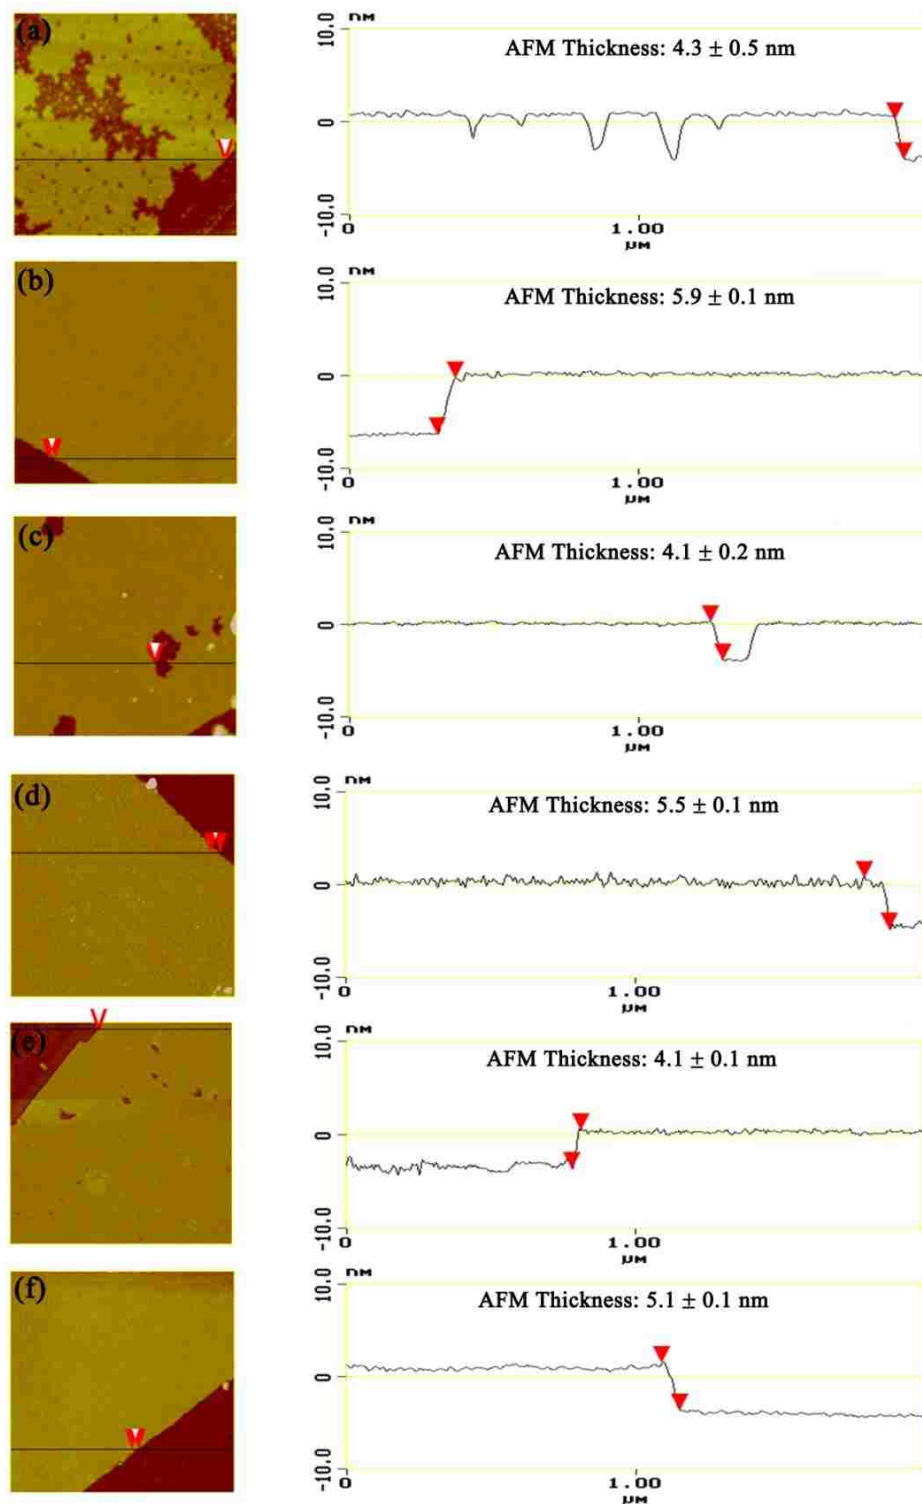 (a)
nM
AFM Thickness: 4.3 ± 0.5 nm
10.0
0
-10.0
0 1.00
µM
(b)
nM
AFM Thickness: 5.9 ± 0.1 nm
10.0
0
-10.0
0 1.00
µM
(c)
nM
AFM Thickness: 4.1 ± 0.2 nm
10.0
0
-10.0
0 1.00
µM
(d)
nM
AFM Thickness: 5.5 ± 0.1 nm
10.0
0
-10.0
0 1.00
µM
(e)
nM
AFM Thickness: 4.1 ± 0.1 nm
10.0
0
-10.0
0 1.00
µM
(f)
nM
AFM Thickness: 5.1 ± 0.1 nm
10.0
0
-10.0
0 1.00
µM